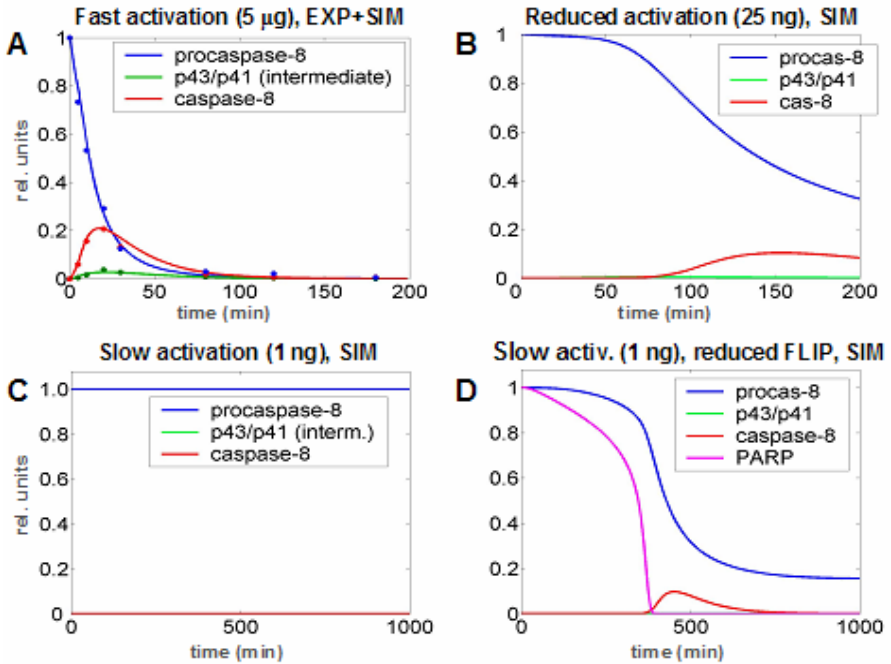 Fast activation (5 μg), EXP+SIM
A
procaspase-8
p43/p41 (intermediate)
caspase-8
rel. units
1
0.8
0.6
0.4
0.2
0
0 50 100 150 200
time (min)
Reduced activation (25 ng), SIM
B
procas-8
p43/p41
cas-8
1
0.8
0.6
0.4
0.2
0
0 50 100 150 200
time (min)
Slow activation (1 ng), SIM
C
procaspase-8
p43/p41 (interm.)
caspase-8
rel. units
1.0
0.8
0.6
0.4
0.2
0
0 500 1000
time (min)
Slow activ. (1 ng), reduced FLIP, SIM
D
procas-8
p43/p41
caspase-8
PARP
1
0.8
0.6
0.4
0.2
0
0 500 1000
time (min)